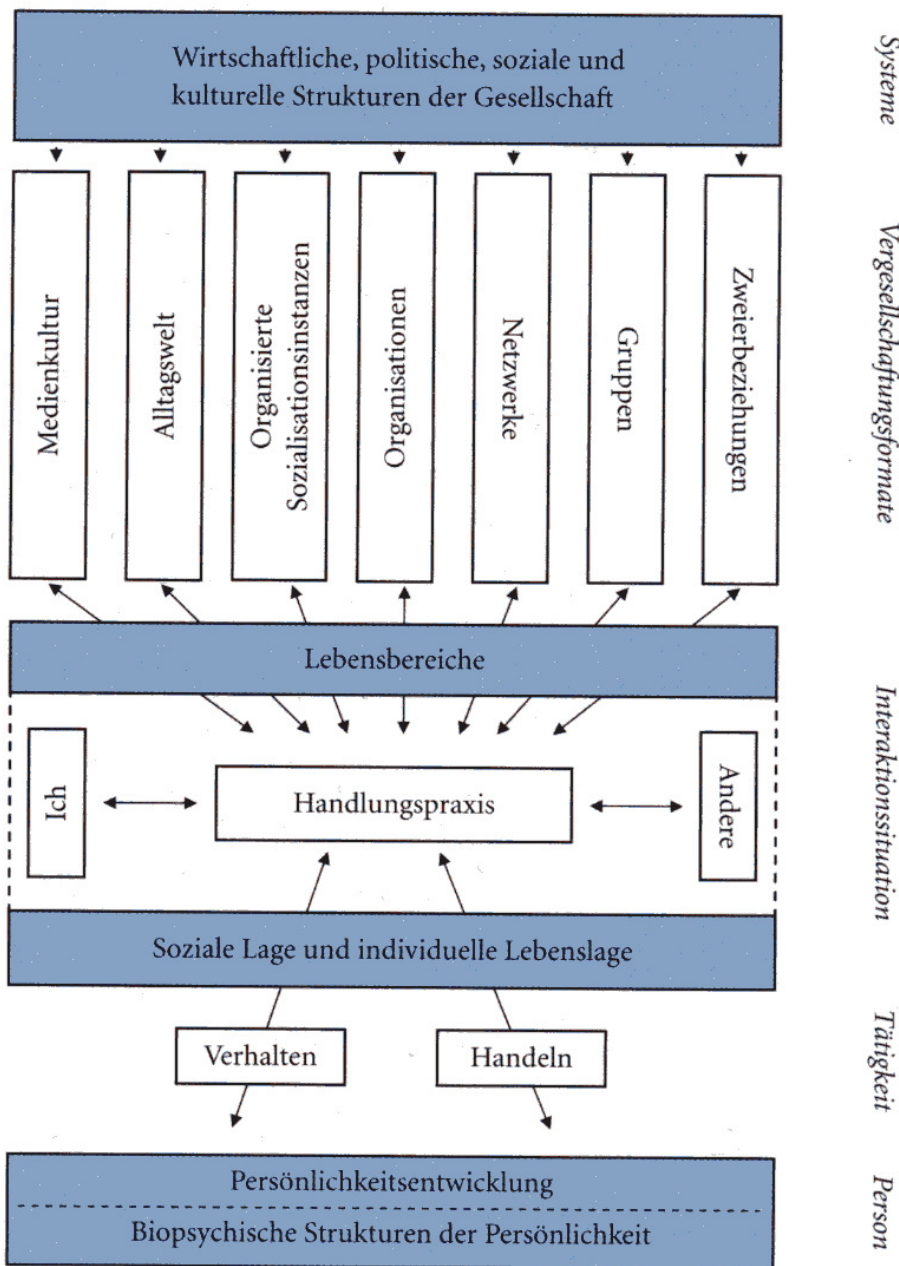 Wirtschaftliche, politische, soziale und
kulturelle Strukturen der Gesellschaft
Systeme
Medienkultur
Alltagswelt
Organisierte
Sozialisationsinstanzen
Organisationen
Netzwerke
Gruppen
Zweierbeziehungen
Vergesellschaftungsformate
Lebensbereiche
Ich
Handlungspraxis
Andere
Interaktionssituation
Soziale Lage und individuelle Lebenslage
Verhalten
Handeln
Tätigkeit
Persönlichkeitsentwicklung
Biopsychische Strukturen der Persönlichkeit
Person